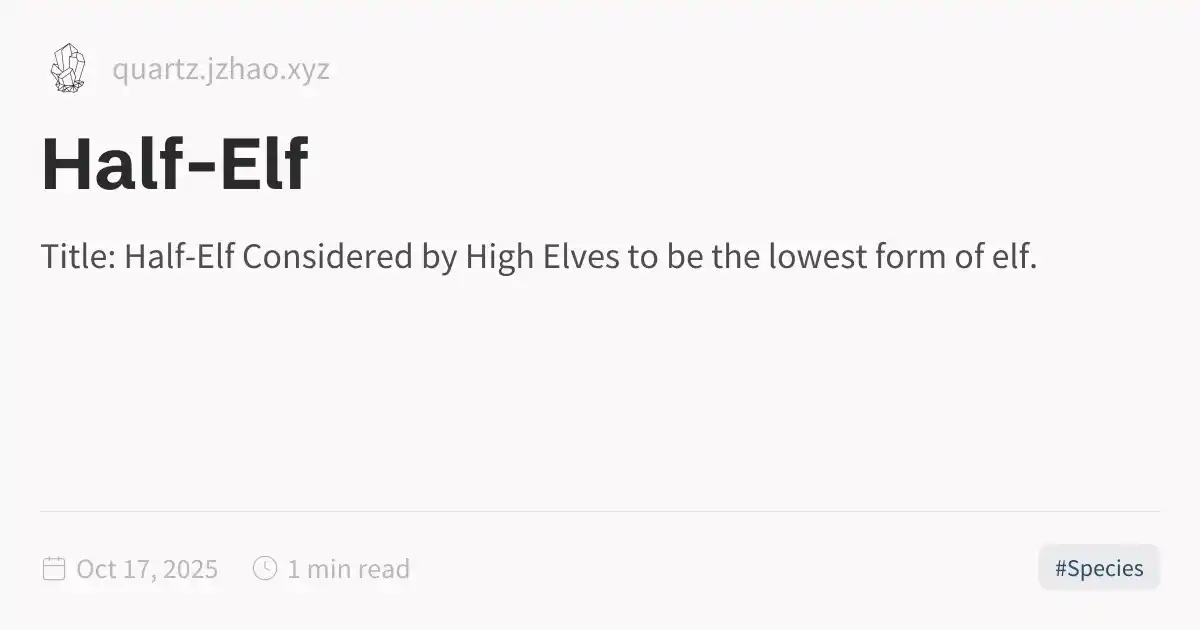 quartz.jzhao.xyz
Half-Elf
Title: Half-Elf Considered by High Elves to be the lowest form of elf.
Oct 17, 2025
1 min read
#Species